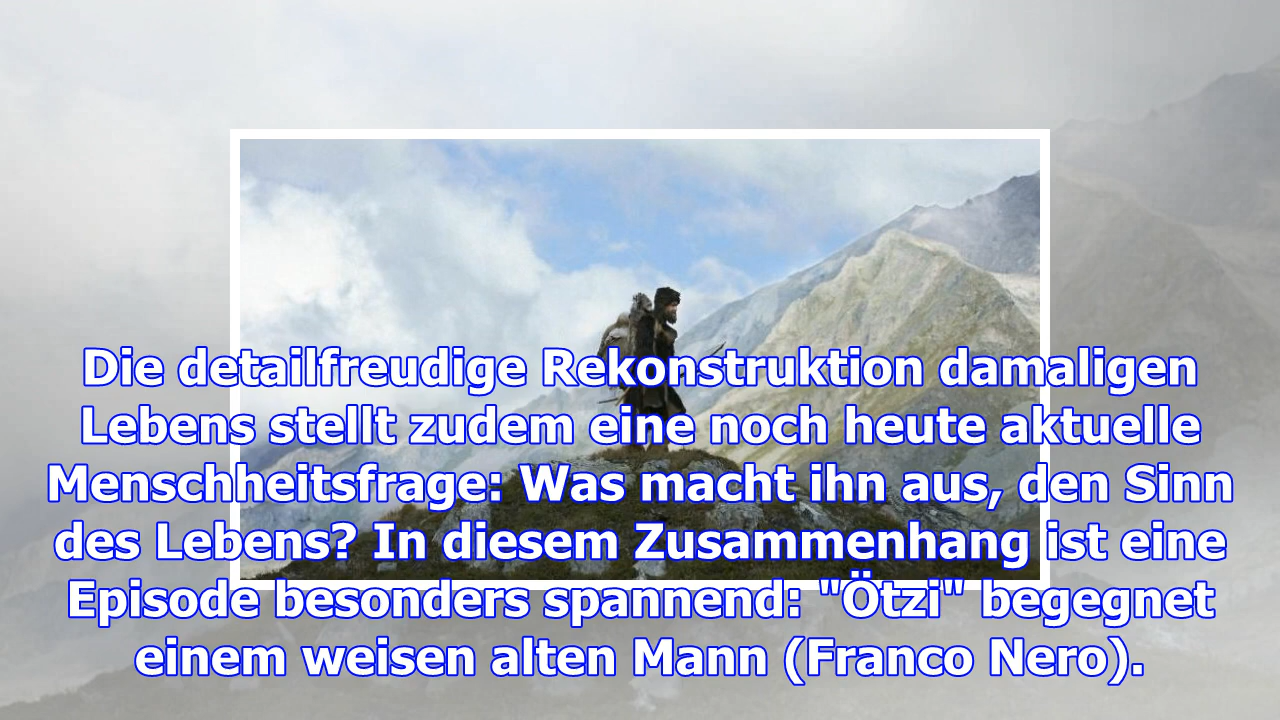 Die detailfreudige Rekonstruktion damaligen
Lebens stellt zudem eine noch heute aktuelle
Menschheitsfrage: Was macht ihn aus, den Sinn
des Lebens? In diesem Zusammenhang ist eine
Episode besonders spannend: "Ötzi" begegnet
einem weisen alten Mann (Franco Nero).